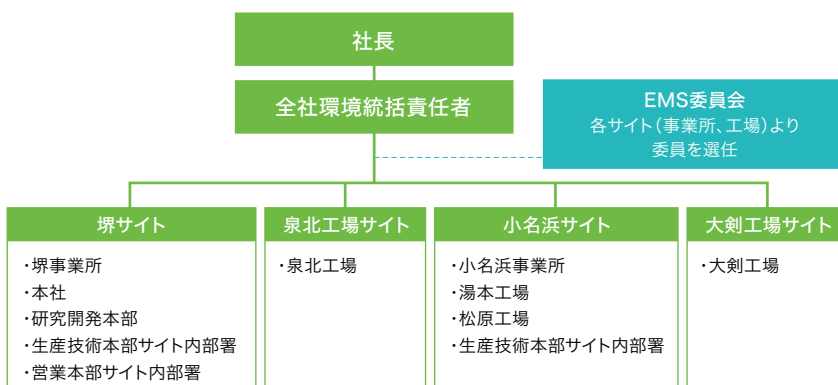 社長
全社環境統括責任者
EMS委員会
各サイト（事業所、工場）より
委員を選任
堺サイト
・堺事業所
・本社
・研究開発本部
・生産技術本部サイト内部署
・営業本部サイト内部署
泉北工場サイト
・泉北工場
小名浜サイト
・小名浜事業所
・湯本工場
・松原工場
・生産技術本部サイト内部署
大剣工場サイト
・大剣工場